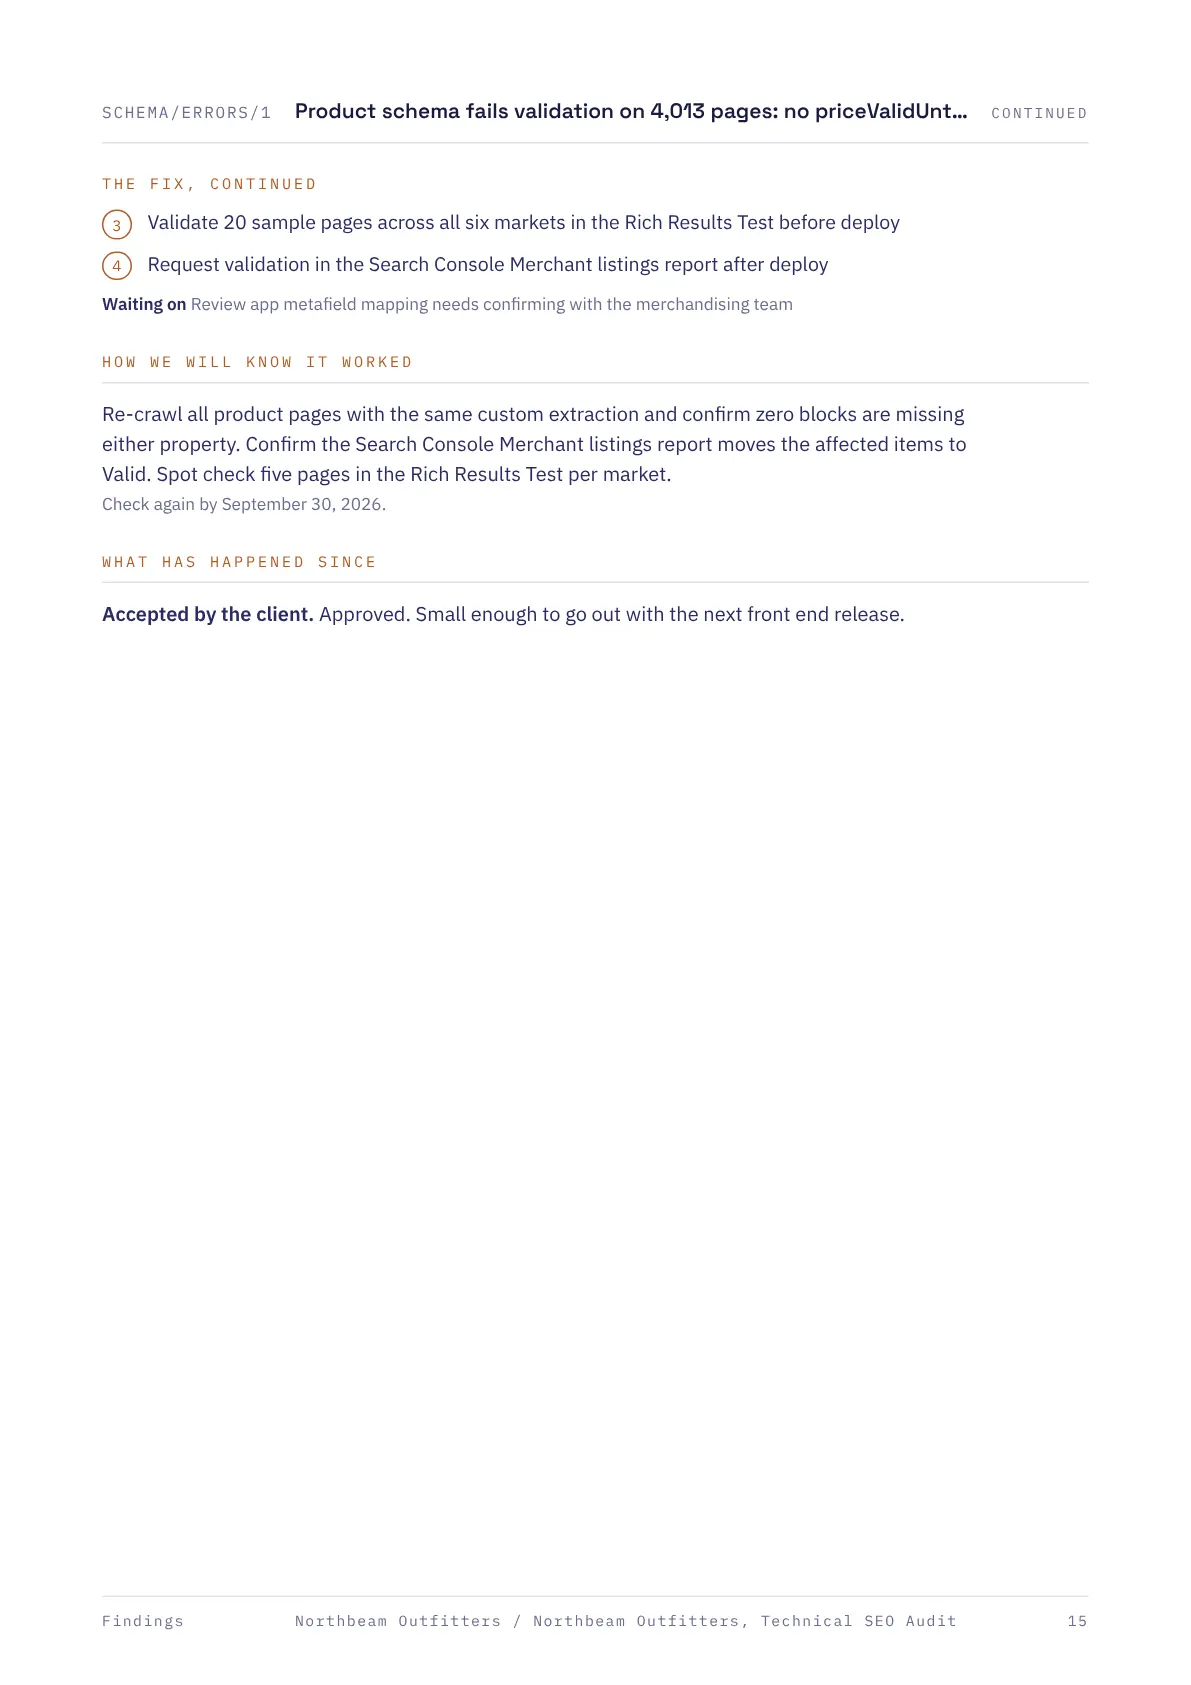 SCHEMA/ERRORS/1 Product schema fails validation on 4,013 pages: no priceValidUnt… CONTINUED
THE FIX, CONTINUED
3 Validate 20 sample pages across all six markets in the Rich Results Test before deploy
4 Request validation in the Search Console Merchant listings report after deploy
Waiting on Review app metafield mapping needs confirming with the merchandising team
HOW WE WILL KNOW IT WORKED
Re-crawl all product pages with the same custom extraction and confirm zero blocks are missing
either property. Confirm the Search Console Merchant listings report moves the affected items to
Valid. Spot check five pages in the Rich Results Test per market.
Check again by September 30, 2026.
WHAT HAS HAPPENED SINCE
Accepted by the client. Approved. Small enough to go out with the next front end release.
Findings Northbeam Outfitters / Northbeam Outfitters, Technical SEO Audit 15